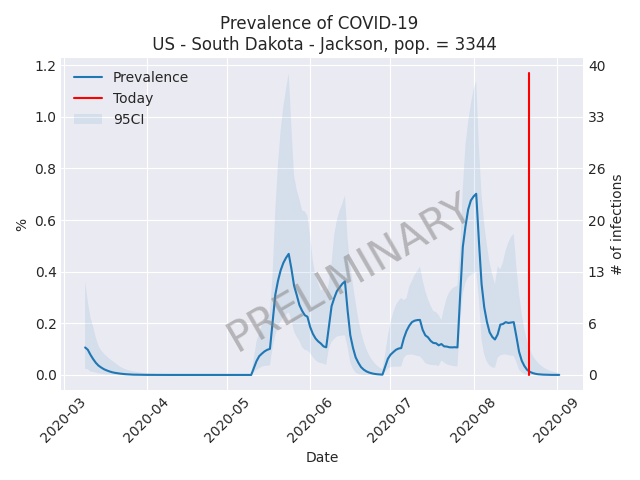 Prevalence of COVID-19
US - South Dakota - Jackson, pop. = 3344
Prevalence
Today
95CI
1.2
1.0
0.8
0.6
0.4
0.2
0.0
%
40
33
26
20
13
6
0
# of infections
PRELIMINARY
2020-03
2020-04
2020-05
2020-06
2020-07
2020-08
2020-09
Date